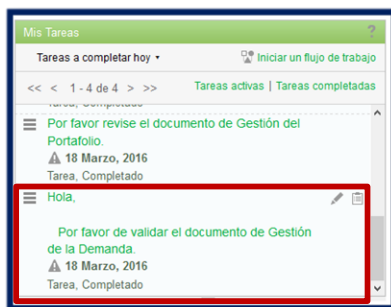 Mis Tareas ?
Tareas a completar hoy Iniciar un flujo de trabajo
<< < 1 - 4 de 4 > >> Tareas activas | Tareas completadas
Tarea, Completado
Por favor revise el documento de Gestión del
Portafolio.
18 Marzo, 2016
Tarea, Completado
Hola,
Por favor de validar el documento de Gestión
de la Demanda.
18 Marzo, 2016
Tarea, Completado